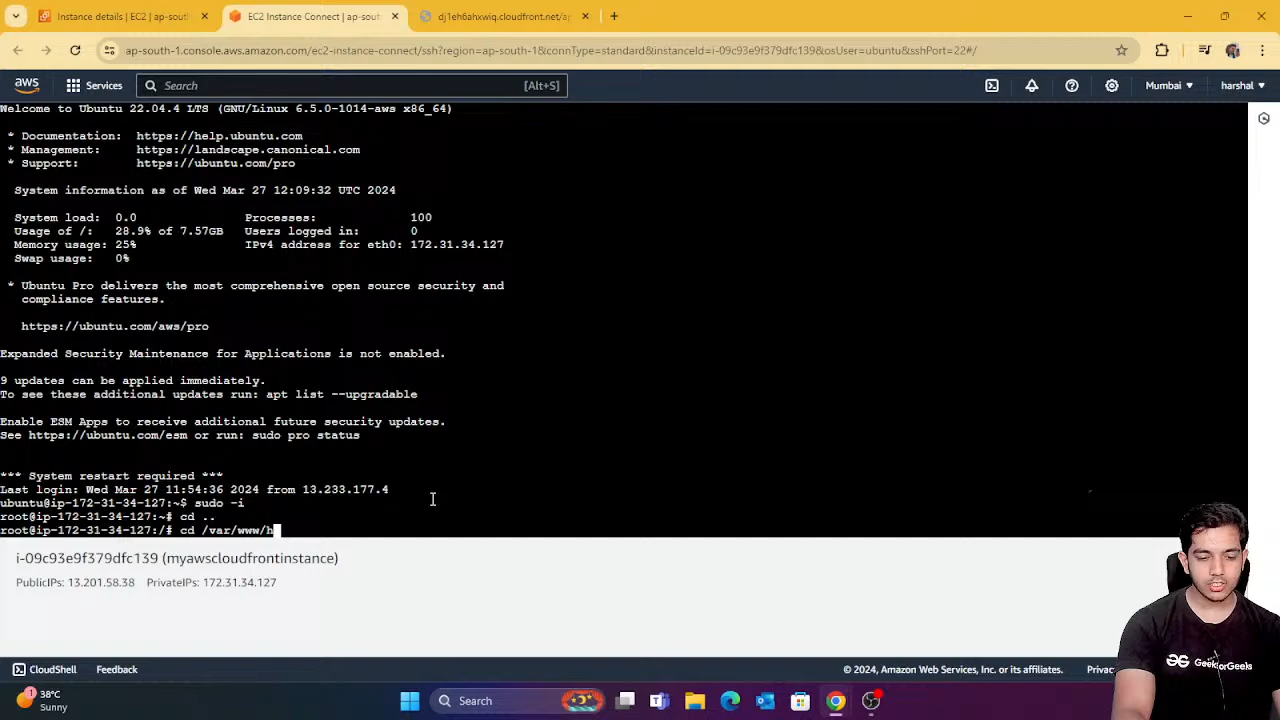 Instance details | EC2 | ap-sout
EC2 Instance Connect | ap-sout
dj1eh6ahxwiq.cloudfront.net/ap
ap-south-1.console.aws.amazon.com/ec2-instance-connect/ssh?region=ap-south-1&connType=standard&instanceId=i-09c93e9f379dfc139&osUser=ubuntu&sshPort=22#/
aws
Services
Search
[Alt+S]
Mumbai
harshal
Welcome to Ubuntu 22.04.4 LTS (GNU/Linux 6.5.0-1014-aws x86_64)
* Documentation: https://help.ubuntu.com
* Management: https://landscape.canonical.com
* Support: https://ubuntu.com/pro
System information as of Wed Mar 27 12:09:32 UTC 2024
System load: 0.0 Processes: 100
Usage of /: 28.9% of 7.57GB Users logged in: 0
Memory usage: 25% IPv4 address for eth0: 172.31.34.127
Swap usage: 0%
* Ubuntu Pro delivers the most comprehensive open source security and
compliance features.
https://ubuntu.com/aws/pro
Expanded Security Maintenance for Applications is not enabled.
9 updates can be applied immediately.
To see these additional updates run: apt list --upgradable
Enable ESM Apps to receive additional future security updates.
See https://ubuntu.com/esm or run: sudo pro status
*** System restart required ***
Last login: Wed Mar 27 11:54:36 2024 from 13.233.177.4
ubuntu@ip-172-31-34-127:~$ sudo -i
root@ip-172-31-34-127:~# cd ..
root@ip-172-31-34-127:/# cd /var/www/h
i-09c93e9f379dfc139 (myawscloudfrontinstance)
PublicIPs: 13.201.58.38 PrivateIPs: 172.31.34.127
GeeksforGeeks
CloudShell
Feedback
© 2024, Amazon Web Services, Inc. or its affiliates.
Privac
1
38°C
Sunny
Search